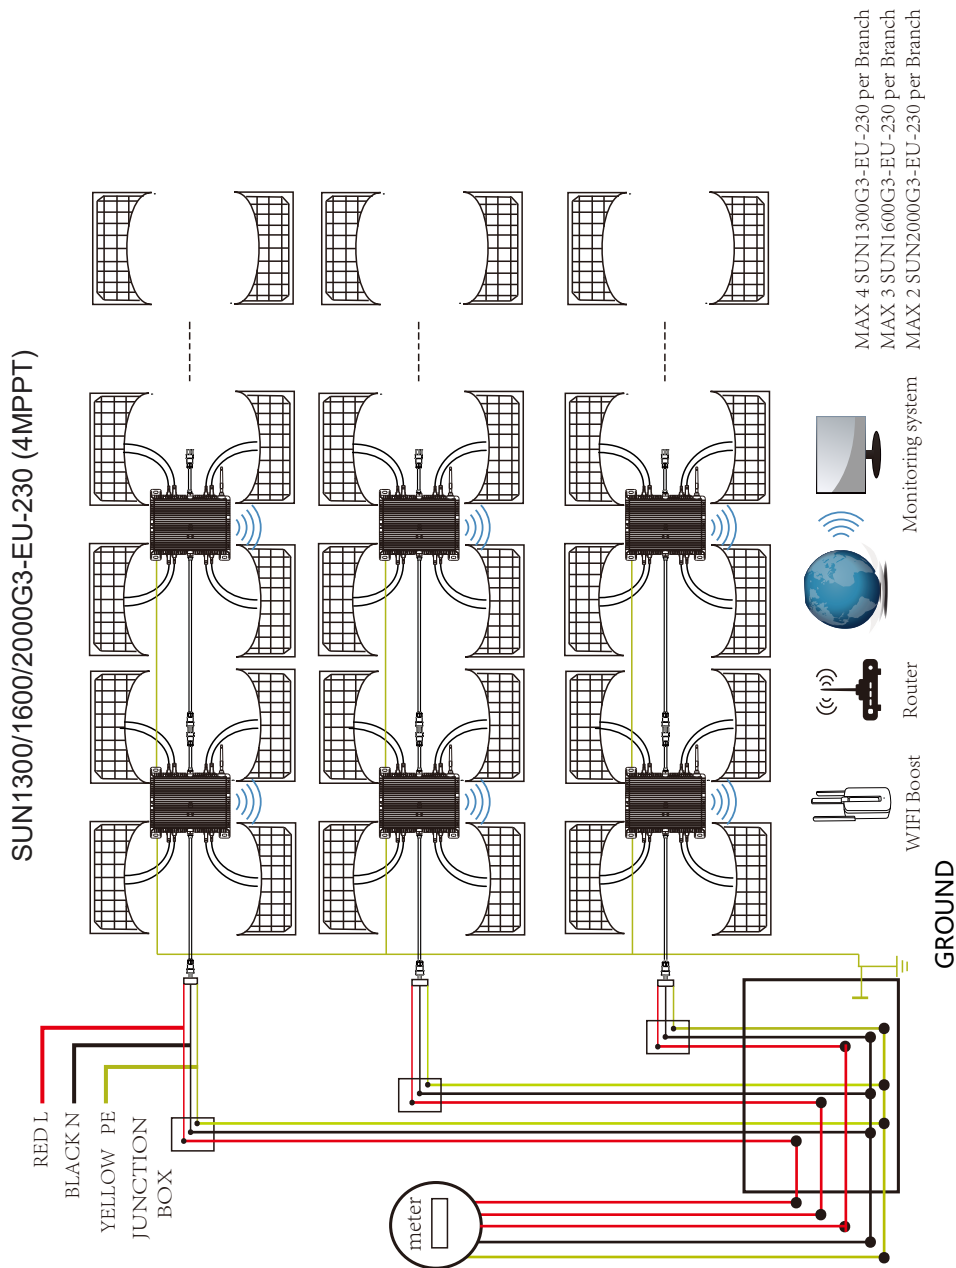 SUN1300/1600/2000G3-EU-230 (4MPPT)
RED L
BLACK N
YELLOW PE
JUNCTION
BOX
meter
WIFI Boost
Router
Monitoring system
MAX 4 SUN1300G3-EU-230 per Branch
MAX 3 SUN1600G3-EU-230 per Branch
MAX 2 SUN2000G3-EU-230 per Branch
GROUND